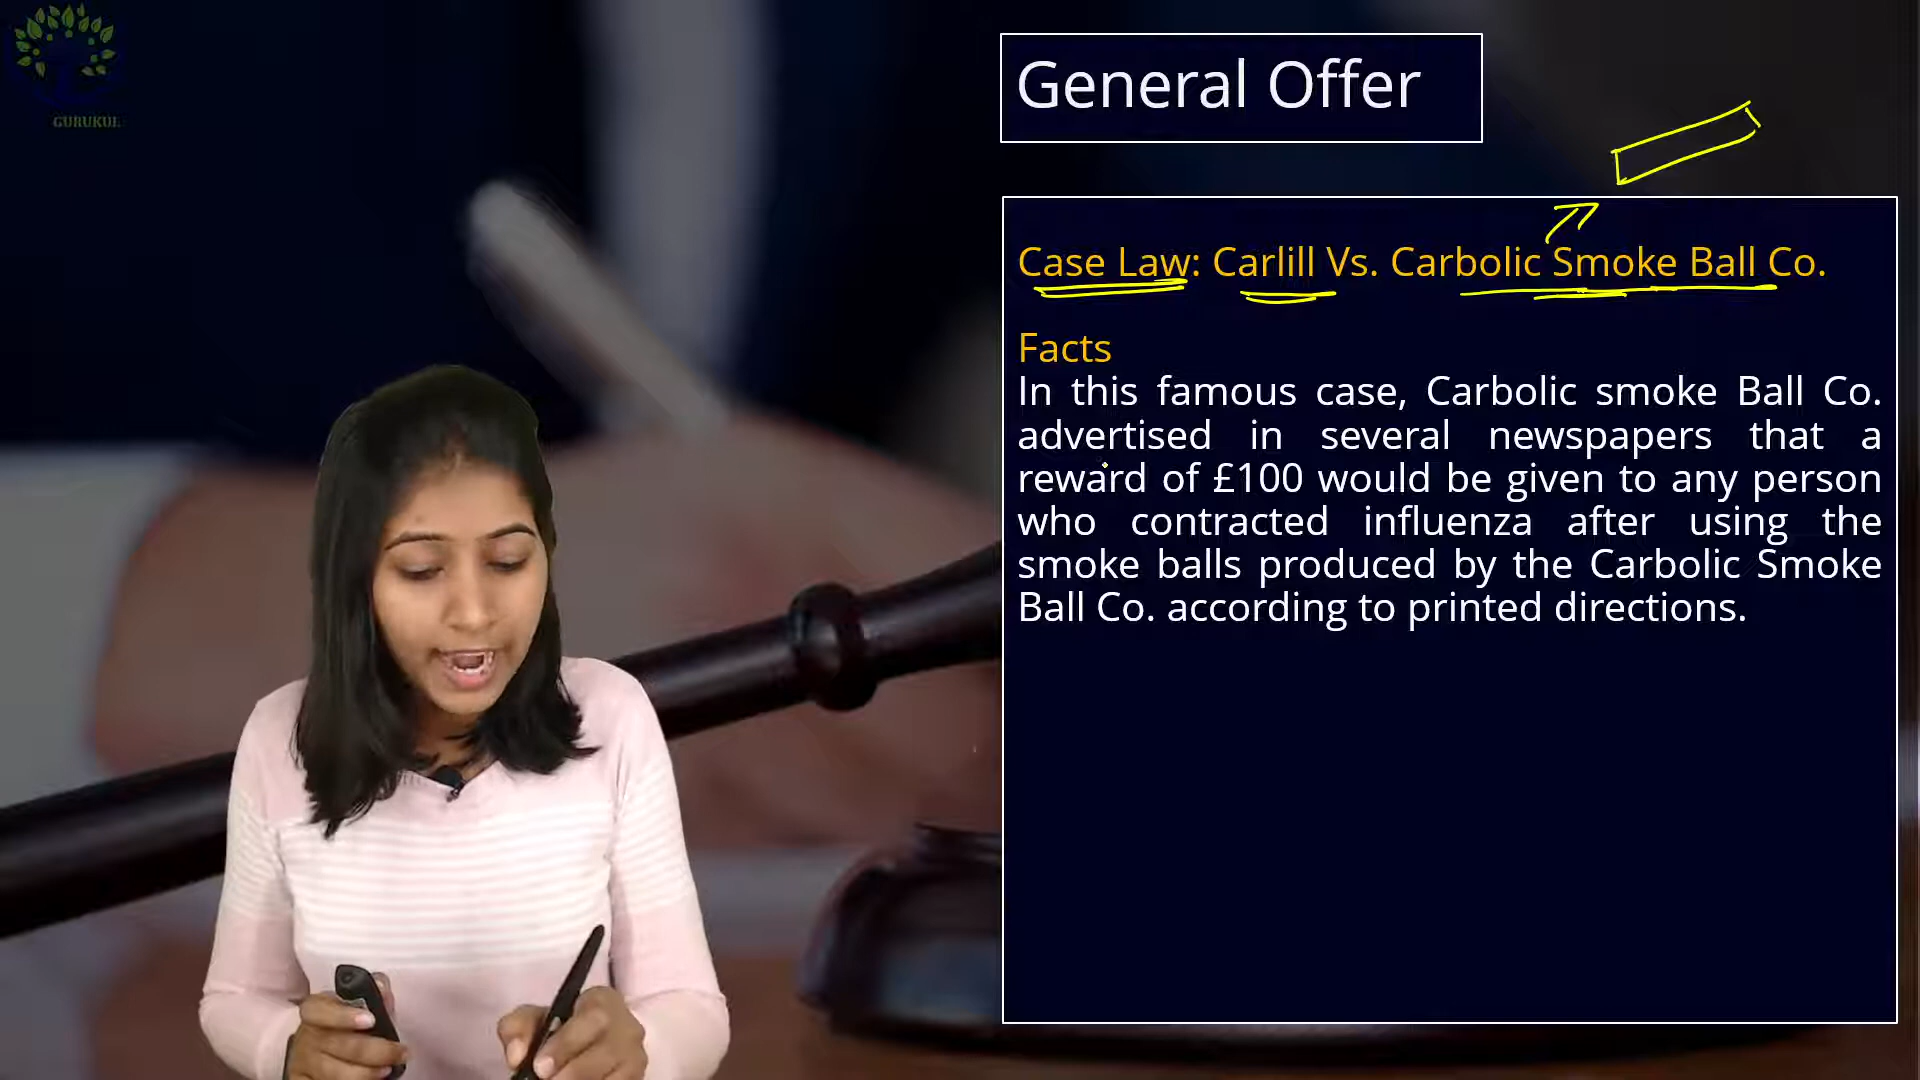 GURUKUL
General Offer
Case Law: Carlill Vs. Carbolic Smoke Ball Co.
Facts
In this famous case, Carbolic smoke Ball Co.
advertised in several newspapers that a
reward of £100 would be given to any person
who contracted influenza after using the
smoke balls produced by the Carbolic Smoke
Ball Co. according to printed directions.